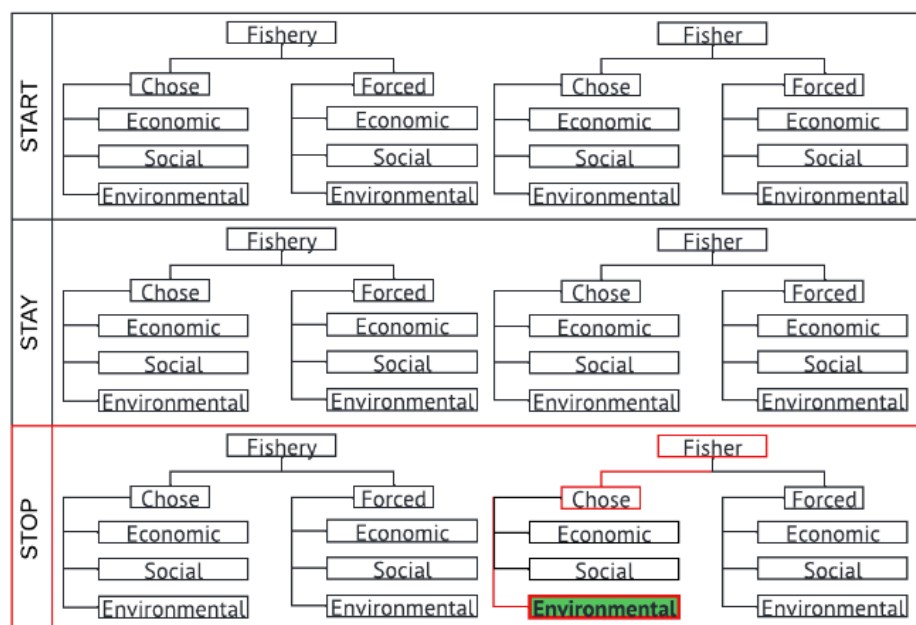 START
Fishery Fisher
Chose Forced Chose Forced
Economic Economic Economic Economic
Social Social Social Social
Environmental Environmental Environmental Environmental
STAY
Fishery Fisher
Chose Forced Chose Forced
Economic Economic Economic Economic
Social Social Social Social
Environmental Environmental Environmental Environmental
STOP
Fishery Fisher
Chose Forced Chose Forced
Economic Economic Economic Economic
Social Social Social Social
Environmental Environmental Environmental Environmental